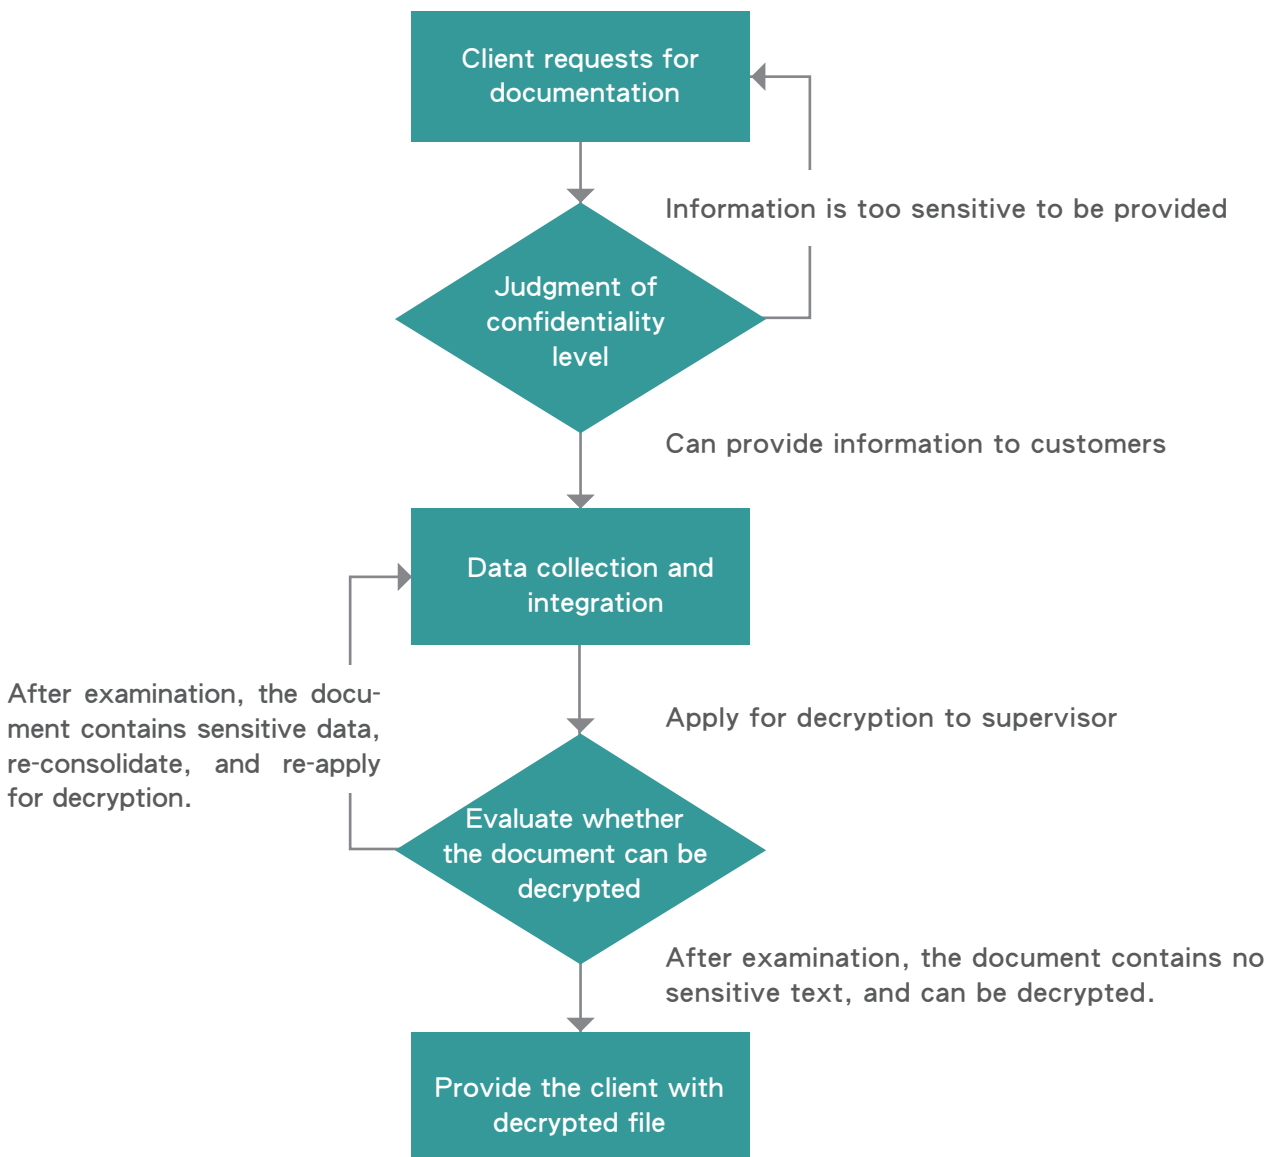 Client requests for
documentation
Information is too sensitive to be provided
Judgment of
confidentiality
level
Can provide information to customers
Data collection and
integration
After examination, the docu-
ment contains sensitive data,
re-consolidate, and re-apply
for decryption.
Apply for decryption to supervisor
Evaluate whether
the document can be
decrypted
After examination, the document contains no
sensitive text, and can be decrypted.
Provide the client with
decrypted file